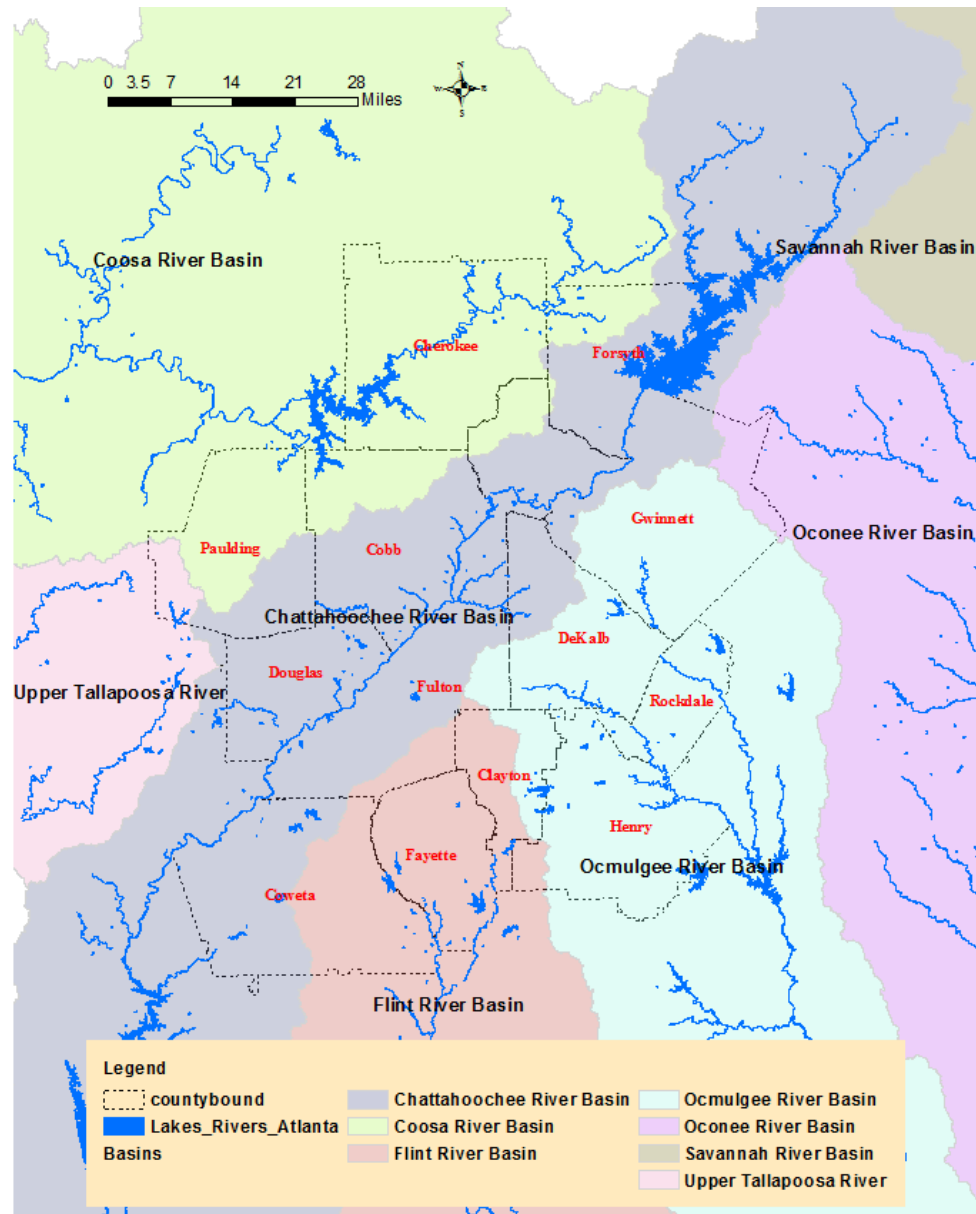 N
W E
S
0 3.5 7 14 21 28
Miles
Savannah River Basin
Coosa River Basin
Cherokee
Forsyth
Gwinnett
Oconee River Basin
Paulding
Cobb
Chattahoochee River Basin
DeKalb
Douglas
Fulton
Upper Tallapoosa River
Rockdale
Clayton
Henry
Fayette
Ocmulgee River Basin
Coweta
Flint River Basin
Legend
countybound
Lakes_Rivers_Atlanta
Basins
Chattahoochee River Basin
Coosa River Basin
Flint River Basin
Ocmulgee River Basin
Oconee River Basin
Savannah River Basin
Upper Tallapoosa River